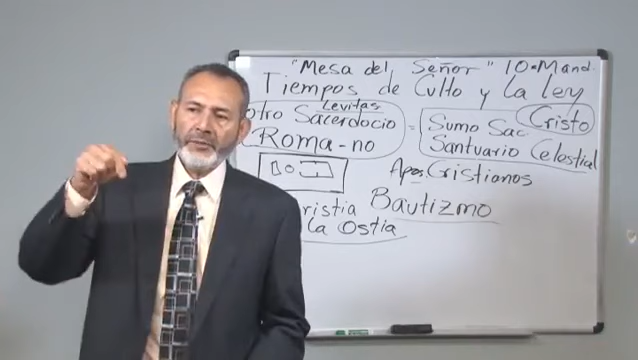 "Mesa del Señor" 10 Mand.
Tiempos de Culto y la Ley
Levitas
otro Sacerdocio = Sumo Sac. Cristo
Roma-no Santuario Celestial
Apos Cristianos
ristia Bautizmo
la Ostia